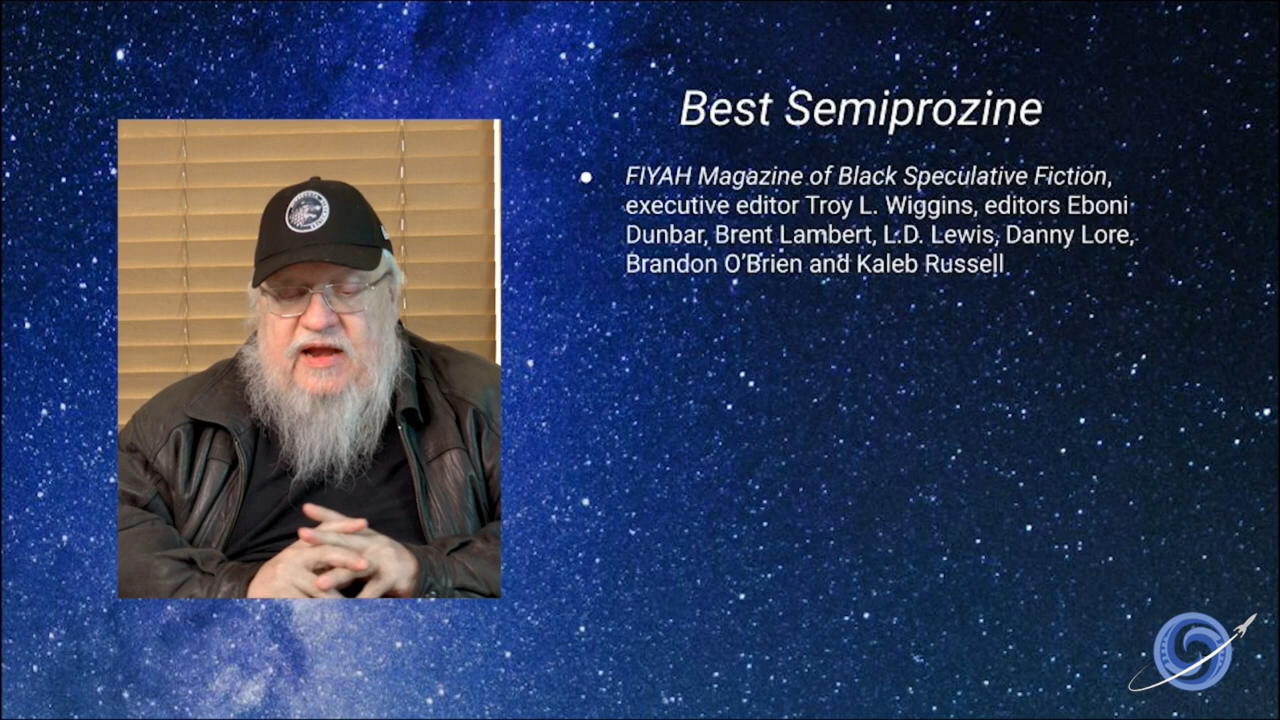 Best Semiprozine
• FIYAH Magazine of Black Speculative Fiction,
executive editor Troy L. Wiggins, editors Eboni
Dunbar, Brent Lambert, L.D. Lewis, Danny Lore,
Brandon O'Brien and Kaleb Russell